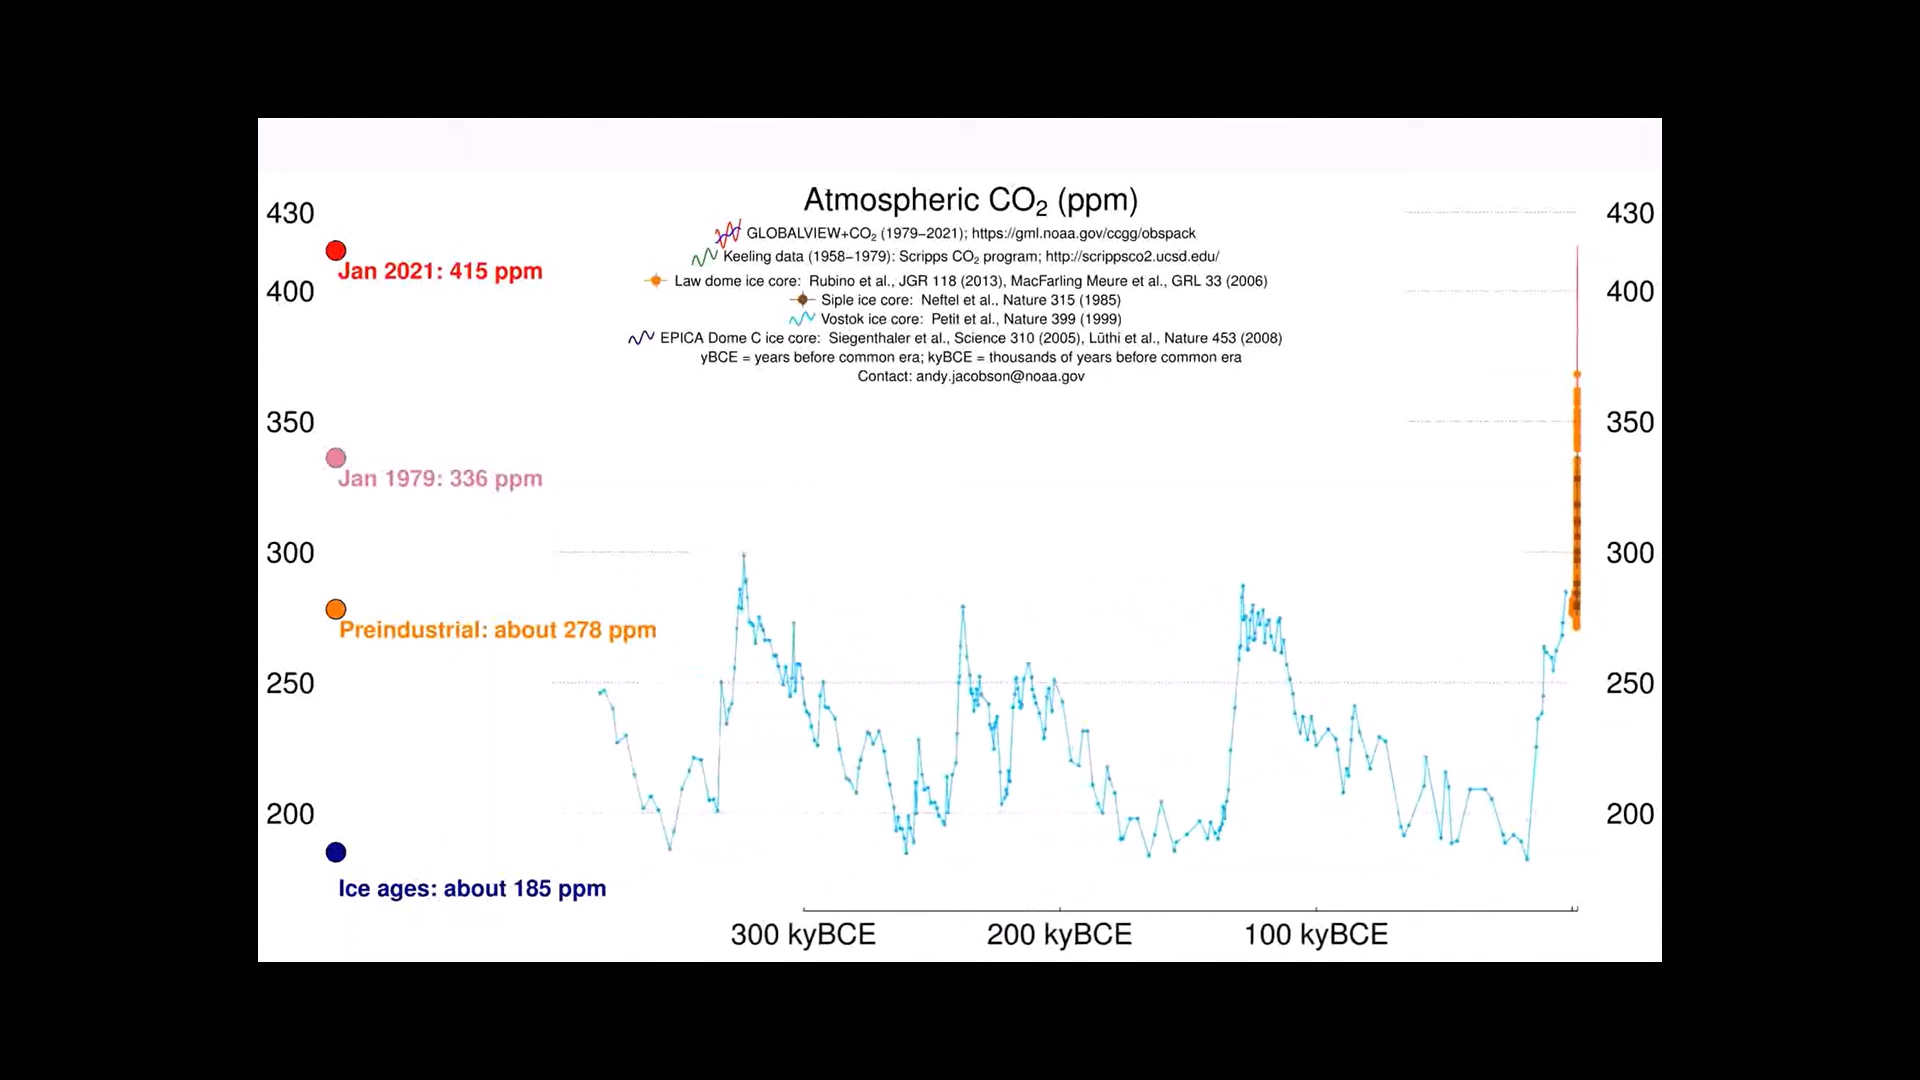 Atmospheric CO₂ (ppm)
GLOBALVIEW+CO₂ (1979–2021); https://gml.noaa.gov/ccgg/obspack
Keeling data (1958–1979): Scripps CO₂ program; http://scrippsco2.ucsd.edu/
Law dome ice core: Rubino et al., JGR 118 (2013), MacFarling Meure et al., GRL 33 (2006)
Siple ice core: Neftel et al., Nature 315 (1985)
Vostok ice core: Petit et al., Nature 399 (1999)
EPICA Dome C ice core: Siegenthaler et al., Science 310 (2005), Lüthi et al., Nature 453 (2008)
yBCE = years before common era; kyBCE = thousands of years before common era
Contact: andy.jacobson@noaa.gov
430
400
350
300
250
200
Jan 2021: 415 ppm
Jan 1979: 336 ppm
Preindustrial: about 278 ppm
Ice ages: about 185 ppm
430
400
350
300
250
200
300 kyBCE
200 kyBCE
100 kyBCE